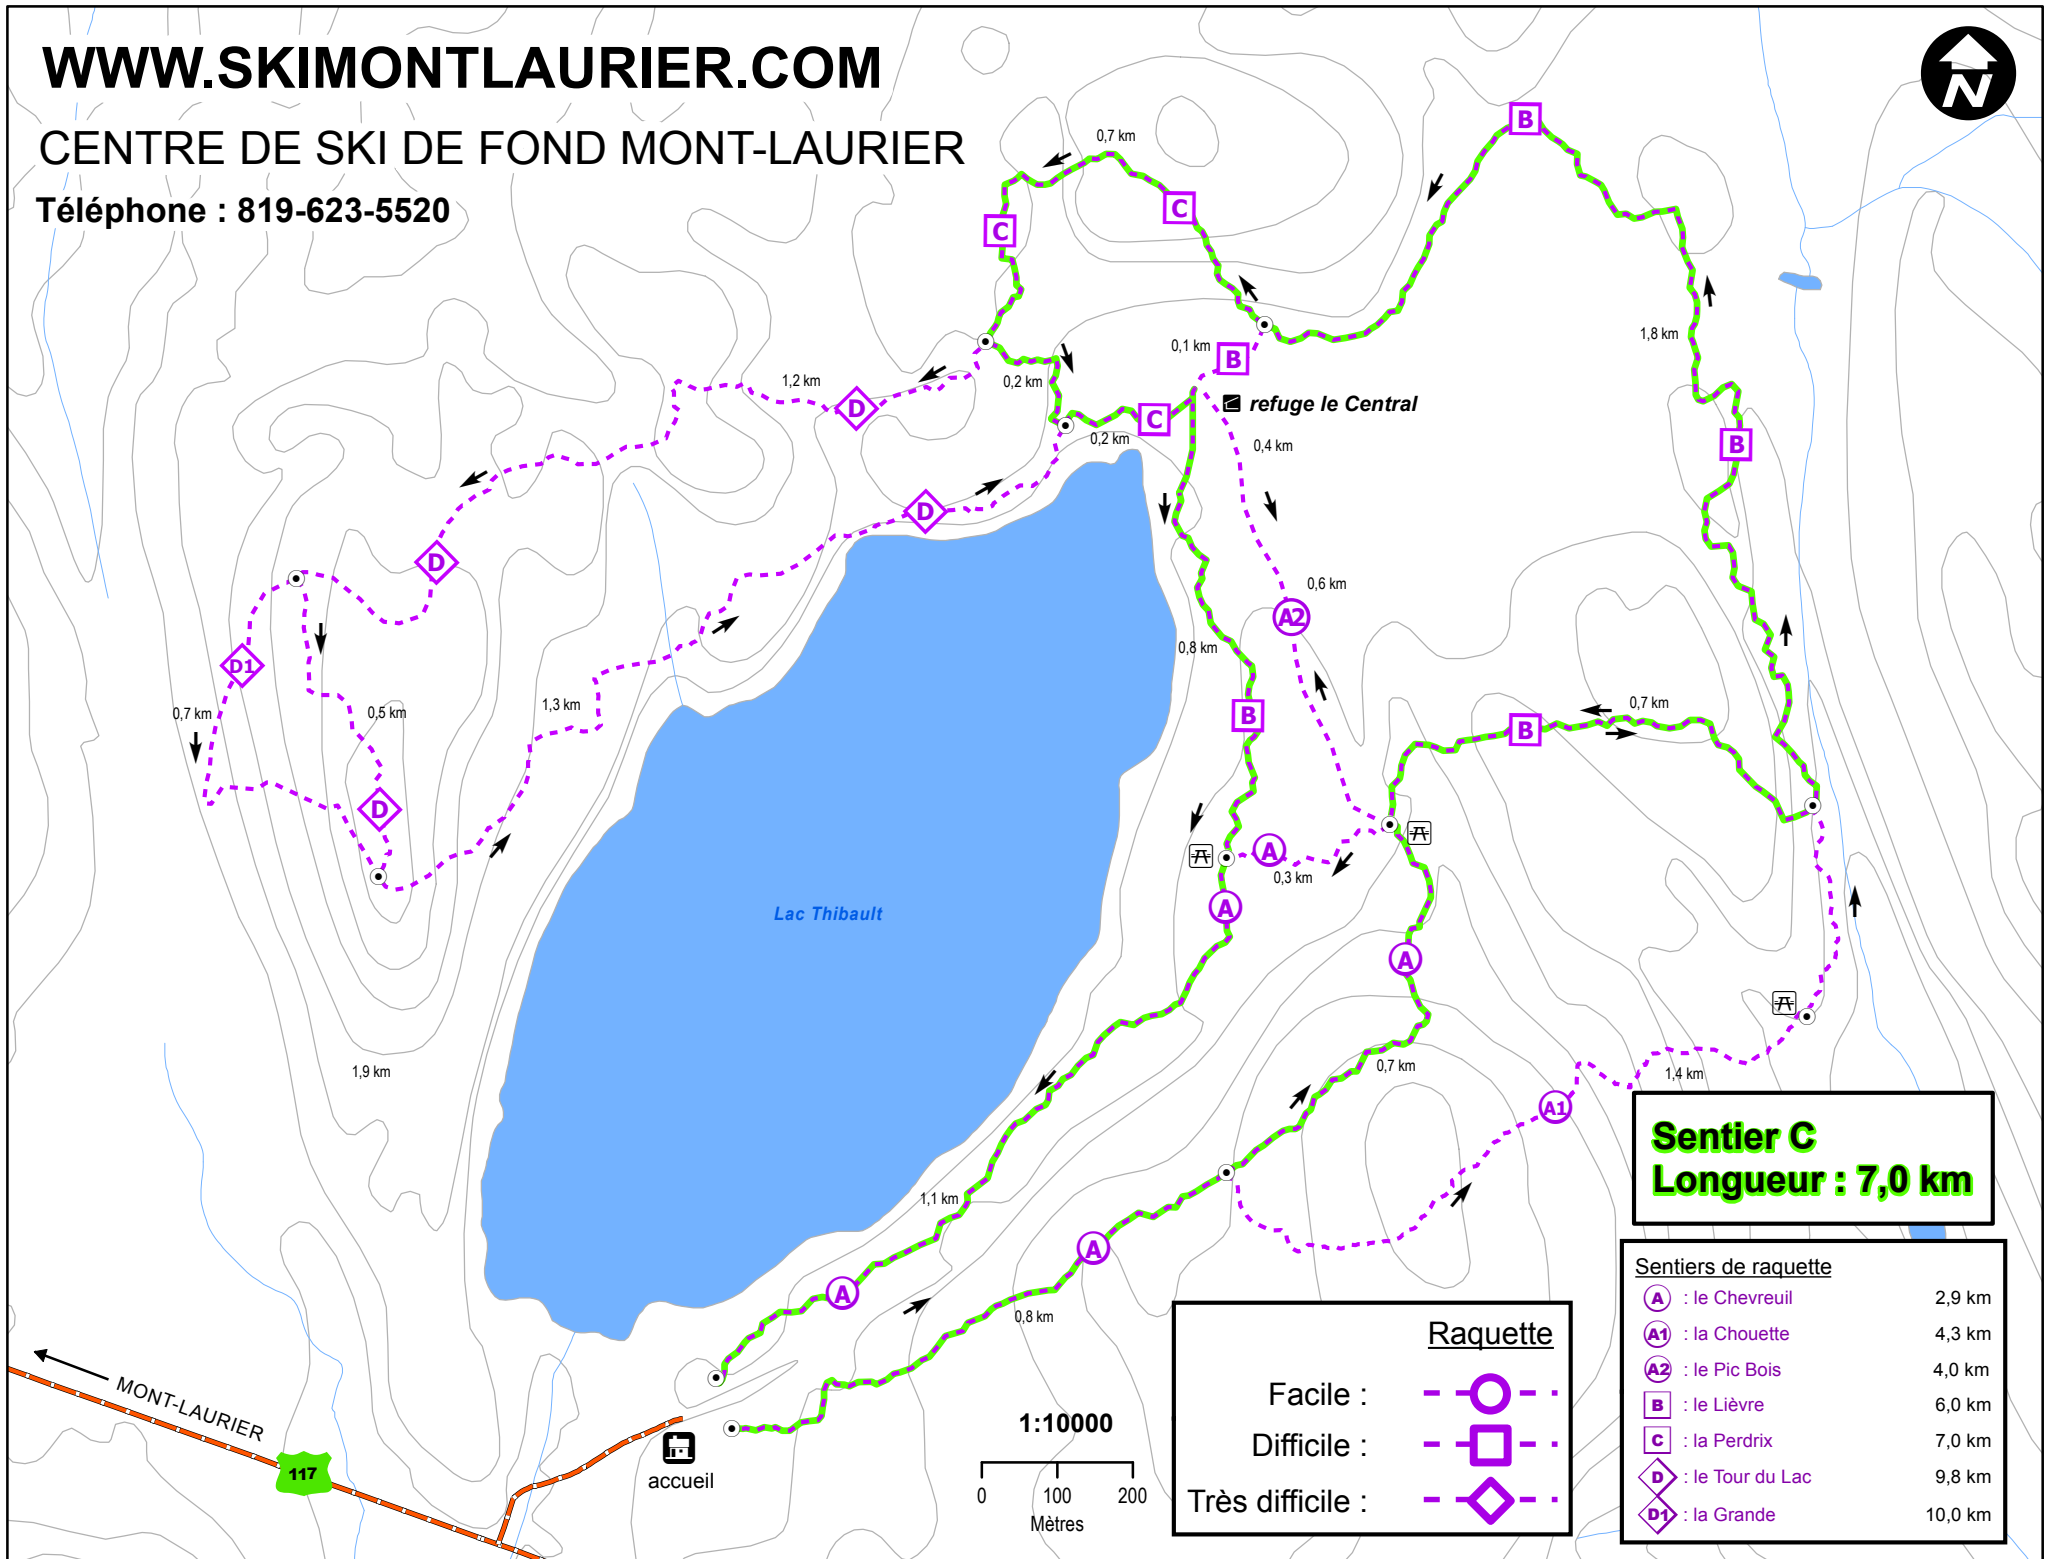 WWW.SKIMONTLAURIER.COM
CENTRE DE SKI DE FOND MONT-LAURIER
Téléphone : 819-623-5520
N
B
0,7 km
C
C
1,8 km
0,1 km
B
1,2 km
0,2 km
D
refuge le Central
C
0,2 km
0,4 km
B
D
D
0,6 km
A2
0,8 km
D1
0,7 km
0,5 km
1,3 km
B
0,7 km
B
D
A
0,3 km
A
Lac Thibault
A
1,9 km
0,7 km
1,4 km
A1
1,1 km
A
A
0,8 km
Sentier C
Longueur : 7,0 km
Sentiers de raquette
A : le Chevreuil 2,9 km
A1 : la Chouette 4,3 km
A2 : le Pic Bois 4,0 km
B : le Lièvre 6,0 km
C : la Perdrix 7,0 km
D : le Tour du Lac 9,8 km
D1 : la Grande 10,0 km
Raquette
Facile :
Difficile :
Très difficile :
1:10000
0 100 200
Mètres
MONT-LAURIER
117
accueil